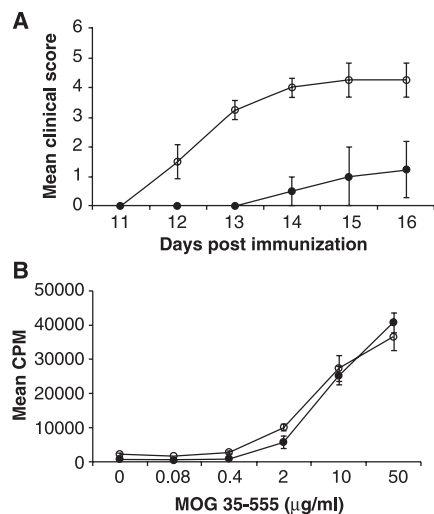 A
Mean clinical score
6
5
4
3
2
1
0
11 12 13 14 15 16
Days post immunization
B
Mean CPM
50000
40000
30000
20000
10000
0
0 0.08 0.4 2 10 50
MOG 35-555 (μg/ml)